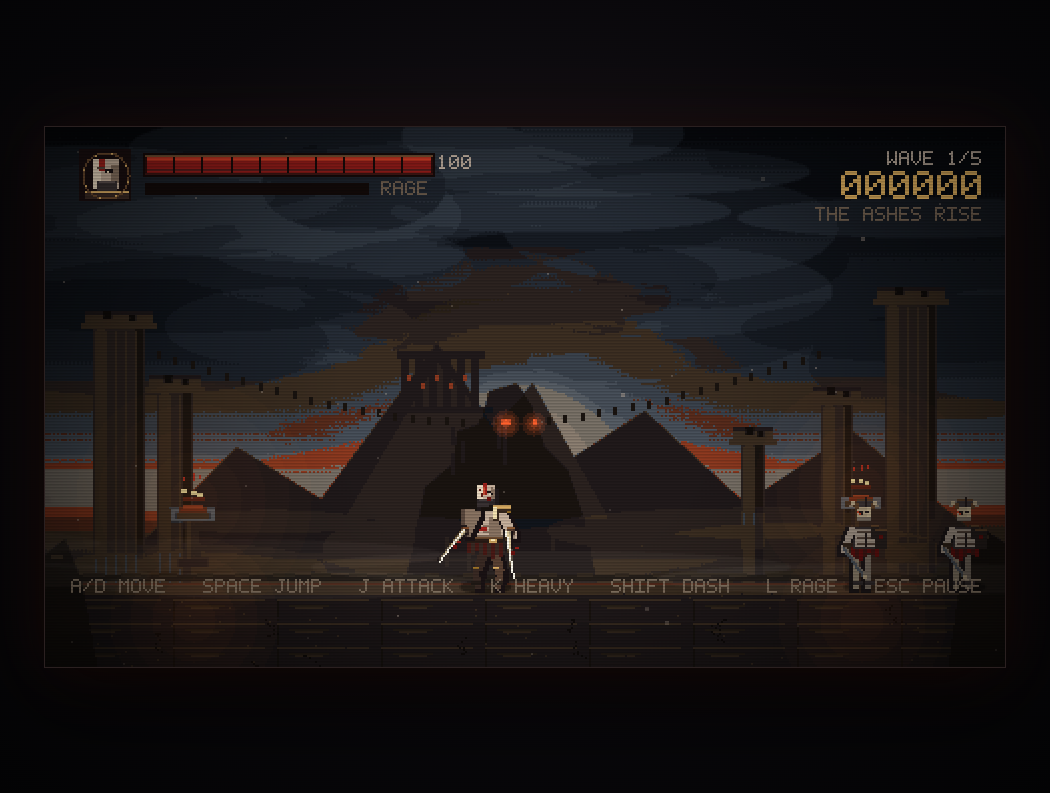 100
RAGE
WAVE 1/5
000000
THE ASHES RISE
A/D MOVE SPACE JUMP J ATTACK K HEAVY SHIFT DASH L RAGE ESC PAUSE